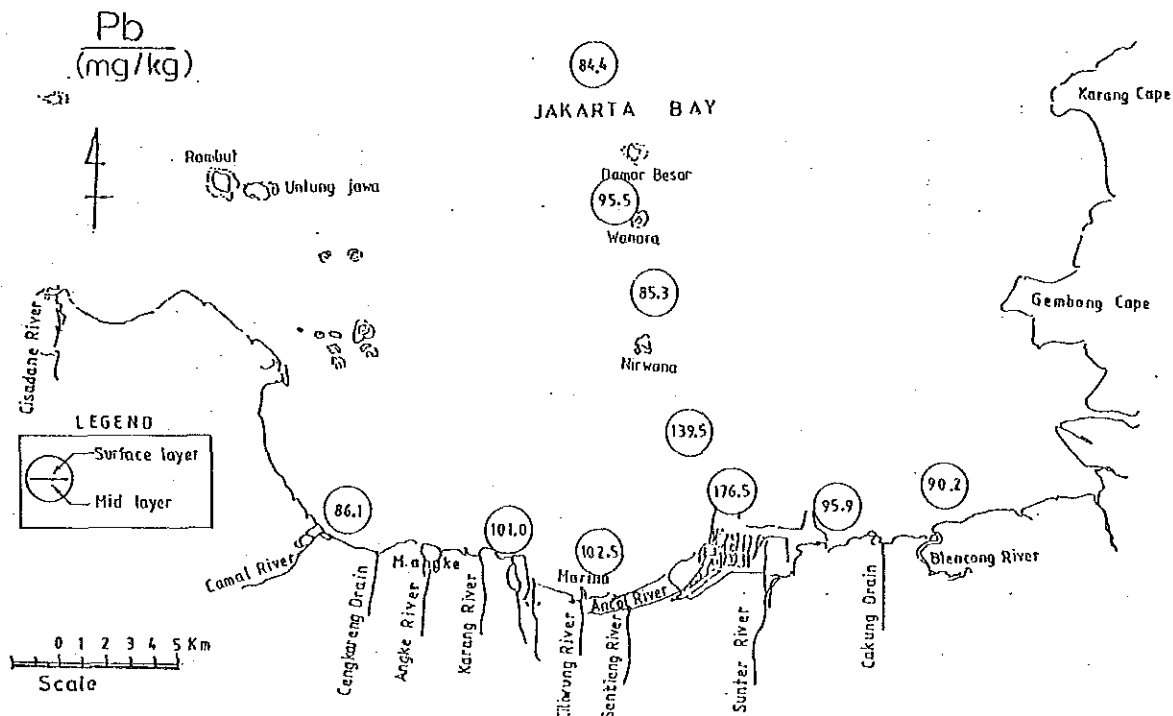 Pb
(mg/kg)
84.4
JAKARTA BAY
Karang Cape
Rambut
Untung jawa
Damar Besar
95.5
Wanara
85.3
Gembong Cape
Cisadane River
Nirwana
LEGEND
Surface layer
Mid layer
139.5
176.5
95.9
90.2
86.1
101.0
102.5
Camal River
M.angke
Marina
Ancol River
Blencong River
Cengkareng Drain
Angke River
Karang River
Ciliwung River
Sentiang River
Sunter River
Cakung Drain
0 1 2 3 4 5 Km
Scale